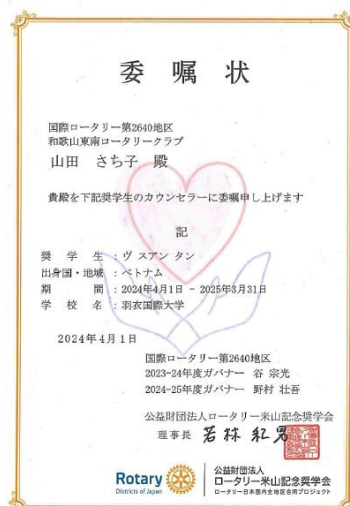 委嘱状
国際ロータリー第2640地区
和歌山東南ロータリークラブ
山田 さち子 殿
貴殿を下記奨学生のカウンセラーに委嘱申し上げます
記
奨学生：ヴ スアン タン
出身国・地域：ベトナム
期間：2024年4月1日 － 2025年3月31日
学校名：羽衣国際大学
2024年4月1日
国際ロータリー第2640地区
2023-24年度ガバナー 谷 宗光
2024-25年度ガバナー 野村 壮吾
公益財団法人ロータリー米山記念奨学会
理事長 若林 紀男
Rotary
Districts of Japan
公益財団法人
ロータリー米山記念奨学会
ロータリー日本国内全地区合同プロジェクト